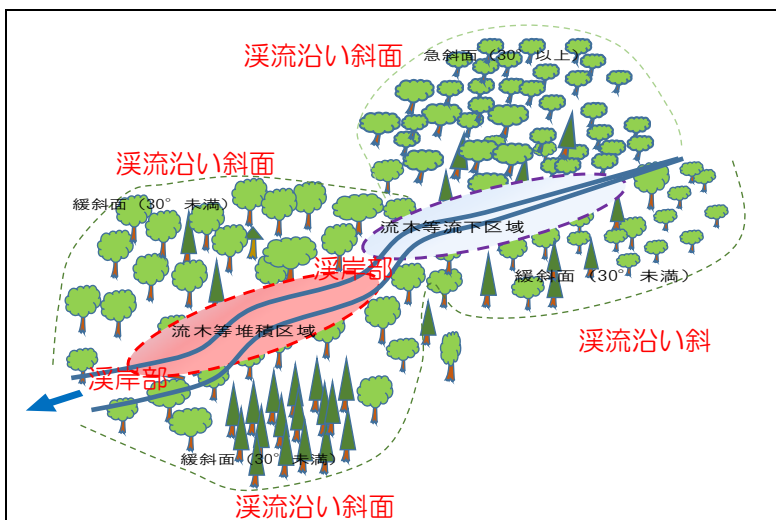 渓流沿い斜面
急斜面（30°以上）
渓流沿い斜面
緩斜面（30°未満）
流木等流下区域
渓岸部
緩斜面（30°未満）
流木等堆積区域
渓流沿い斜
渓岸部
緩斜面（30°未満）
渓流沿い斜面